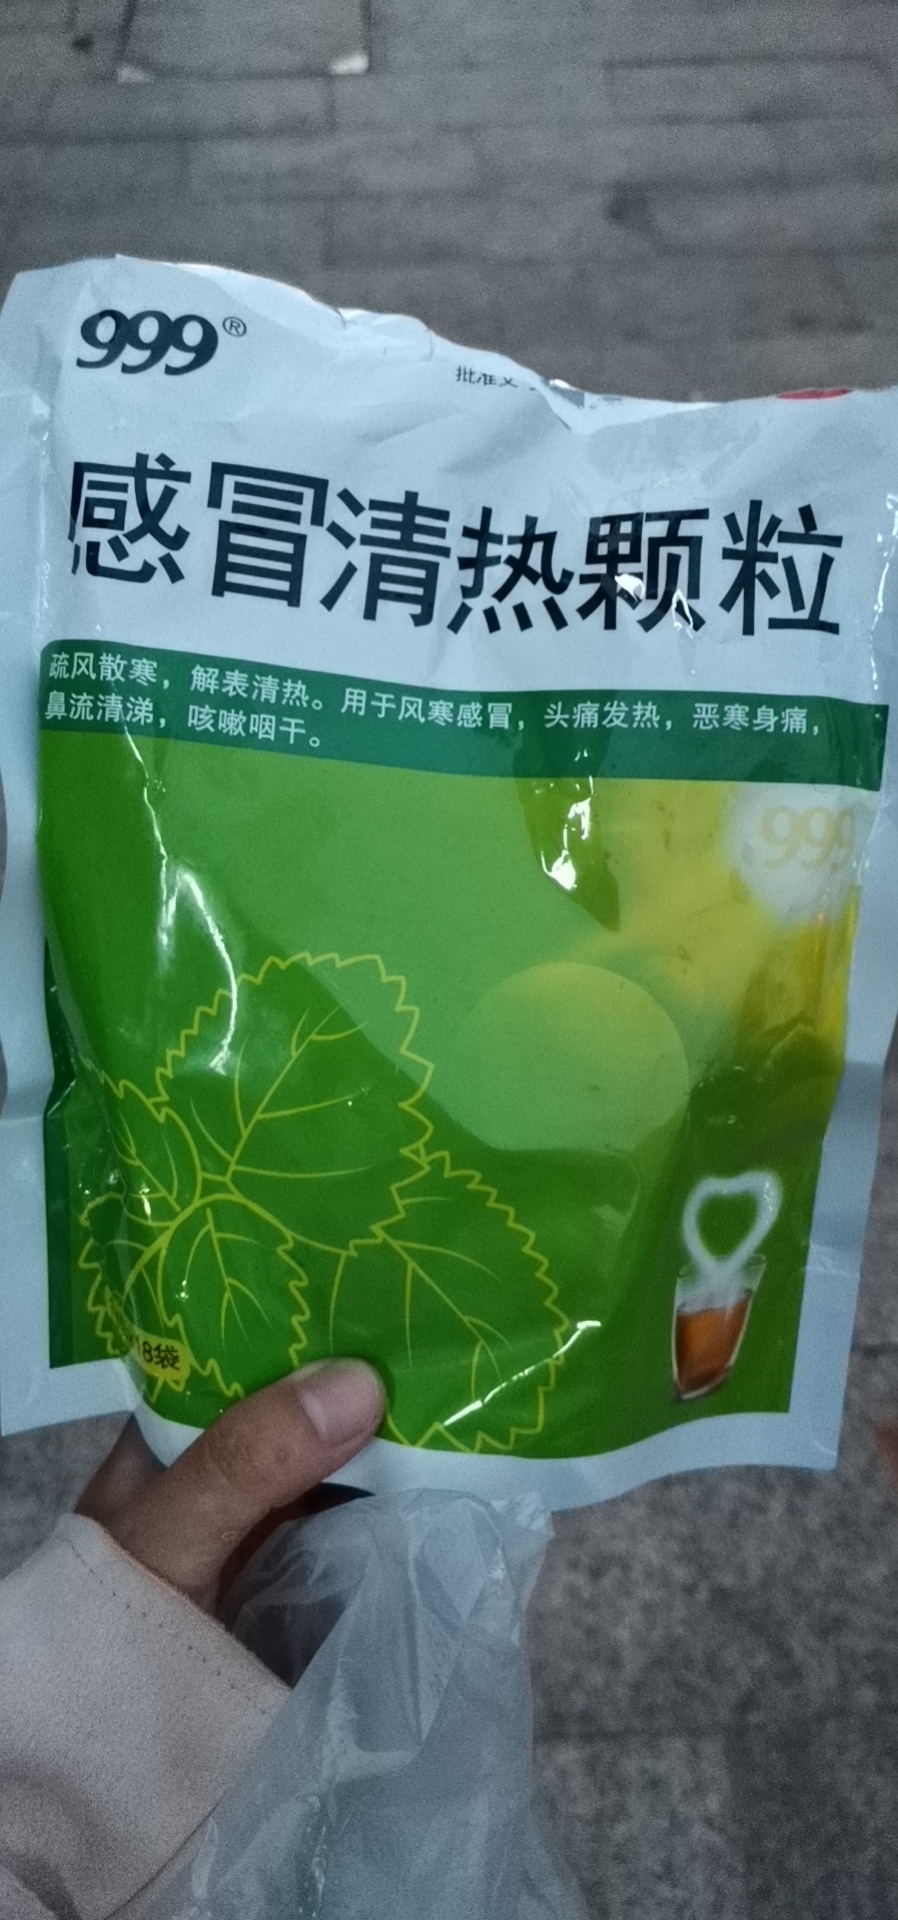 999®
批准文
感冒清热颗粒
疏风散寒，解表清热。用于风寒感冒，头痛发热，恶寒身痛，
鼻流清涕，咳嗽咽干。
999
18袋